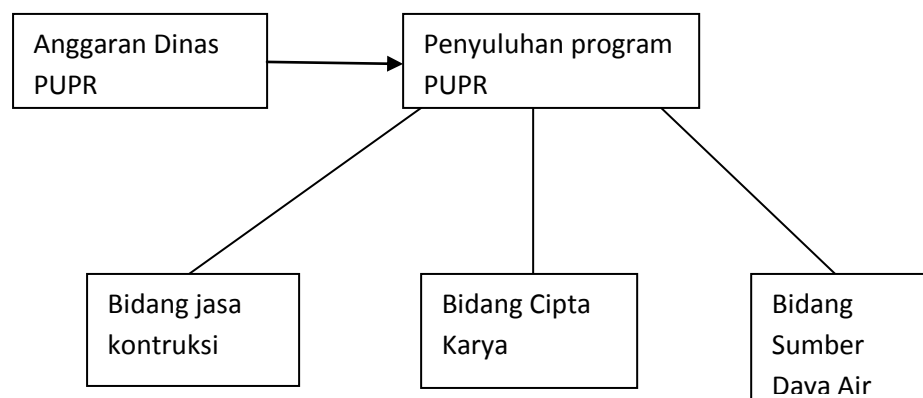 Anggaran Dinas
PUPR
Penyuluhan program
PUPR
Bidang jasa
kontruksi
Bidang Cipta
Karya
Bidang
Sumber
Daya Air